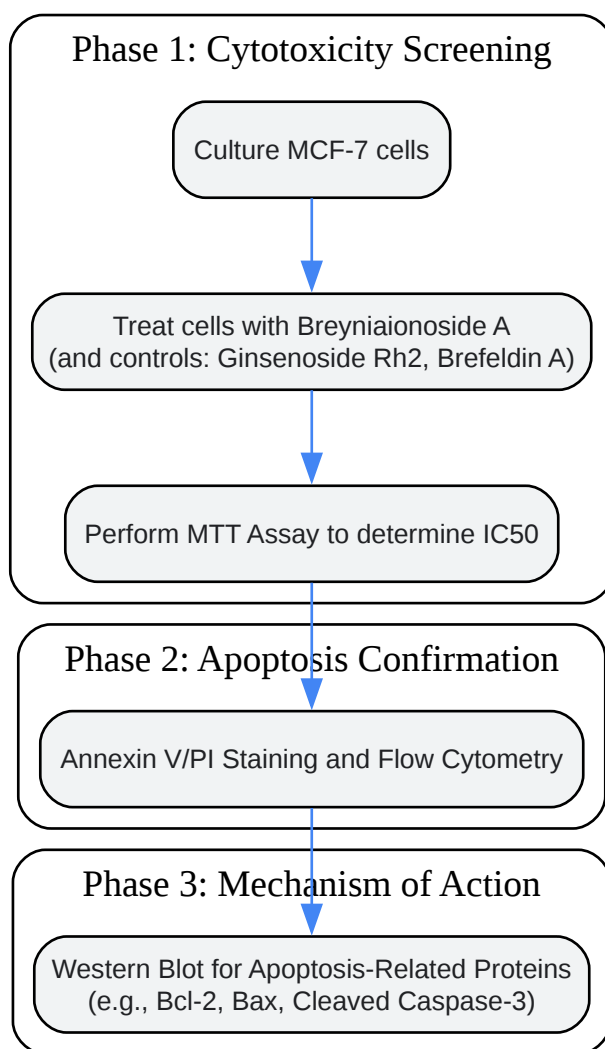 Phase 1: Cytotoxicity Screening
Culture MCF-7 cells
Treat cells with Breyniaionoside A
(and controls: Ginsenoside Rh2, Brefeldin A)
Perform MTT Assay to determine IC50
Phase 2: Apoptosis Confirmation
Annexin V/PI Staining and Flow Cytometry
Phase 3: Mechanism of Action
Western Blot for Apoptosis-Related Proteins
(e.g., Bcl-2, Bax, Cleaved Caspase-3)